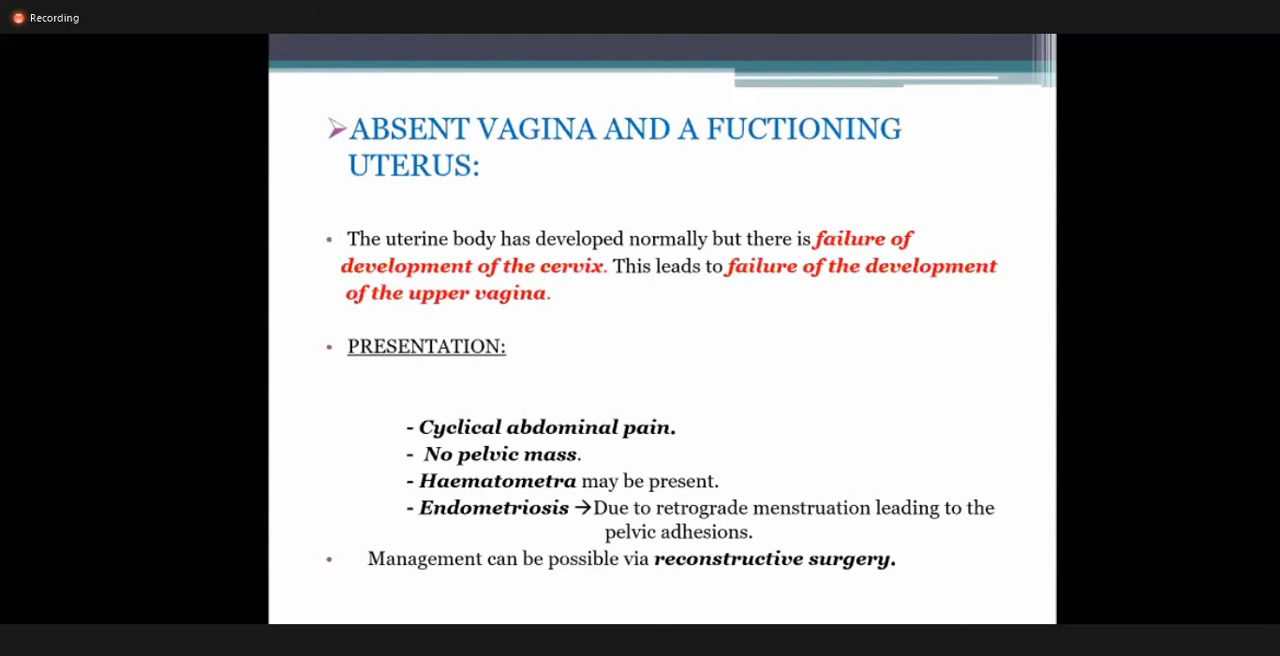 Recording
➢ABSENT VAGINA AND A FUCTIONING
UTERUS:
• The uterine body has developed normally but there is failure of
development of the cervix. This leads to failure of the development
of the upper vagina.
• PRESENTATION:
- Cyclical abdominal pain.
- No pelvic mass.
- Haematometra may be present.
- Endometriosis →Due to retrograde menstruation leading to the
pelvic adhesions.
• Management can be possible via reconstructive surgery.